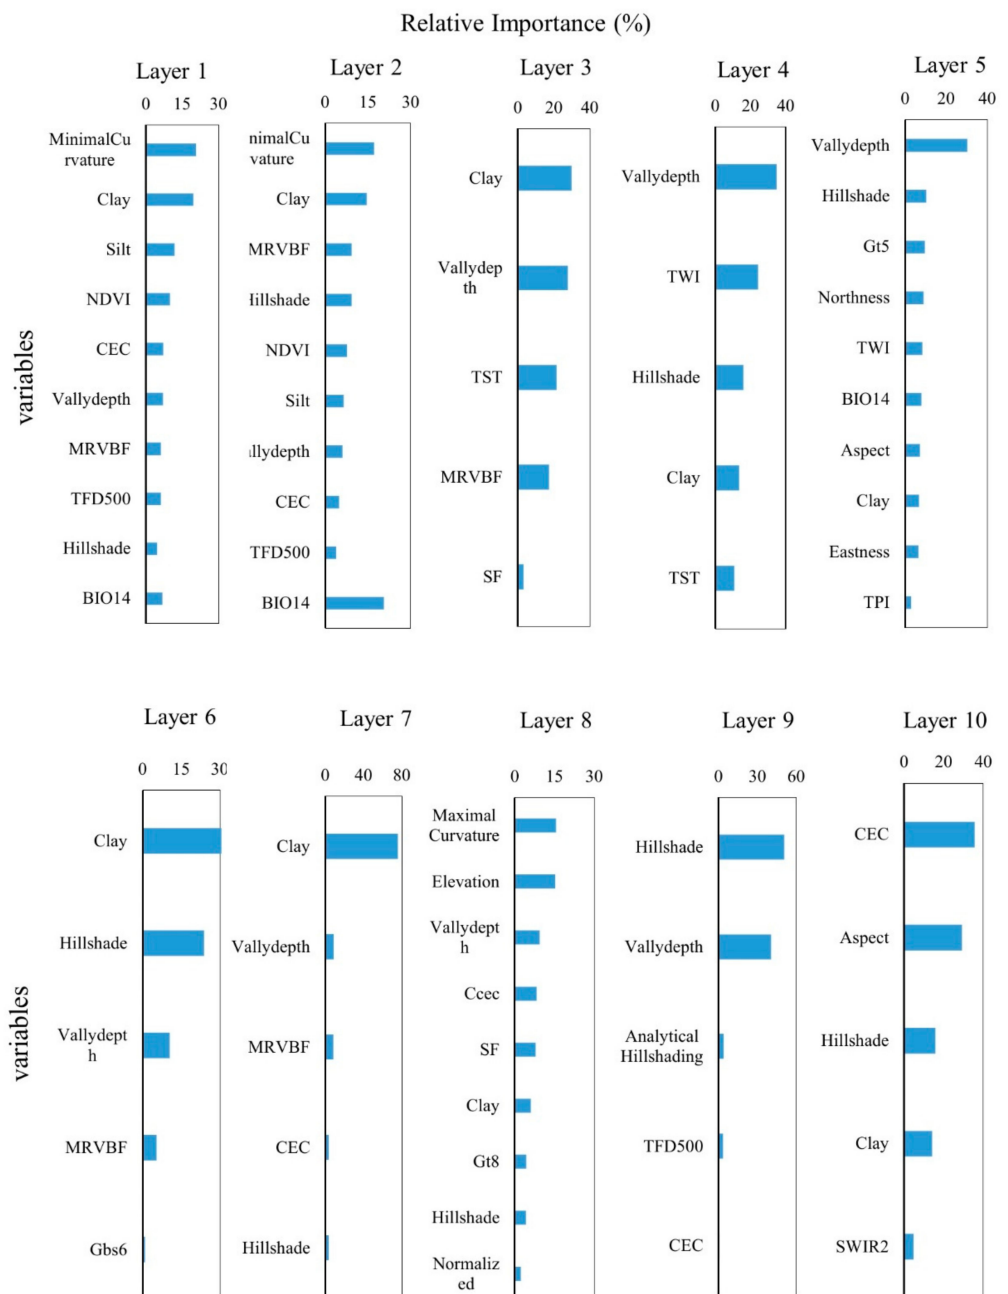 Relative Importance (%)
Layer 1
0 15 30
MinimalCu
rvature
Clay
Silt
NDVI
CEC
Vallydepth
MRVBF
TFD500
Hillshade
BIO14
Layer 2
0 15 30
nimalCu
vature
Clay
MRVBF
Hillshade
NDVI
Silt
llydepth
CEC
TFD500
BIO14
Layer 3
0 20 40
Clay
Vallydep
th
TST
MRVBF
SF
Layer 4
0 20 40
Vallydepth
TWI
Hillshade
Clay
TST
Layer 5
0 20 40
Vallydepth
Hillshade
Gt5
Northness
TWI
BIO14
Aspect
Clay
Eastness
TPI
variables
Layer 6
0 15 30
Clay
Hillshade
Vallydept
h
MRVBF
Gbs6
Layer 7
0 40 80
Clay
Vallydepth
MRVBF
CEC
Hillshade
Layer 8
0 15 30
Maximal
Curvature
Elevation
Vallydept
h
Ccec
SF
Clay
Gt8
Hillshade
Normaliz
ed
Layer 9
0 30 60
Hillshade
Vallydepth
Analytical
Hillshading
TFD500
CEC
Layer 10
0 20 40
CEC
Aspect
Hillshade
Clay
SWIR2
variables